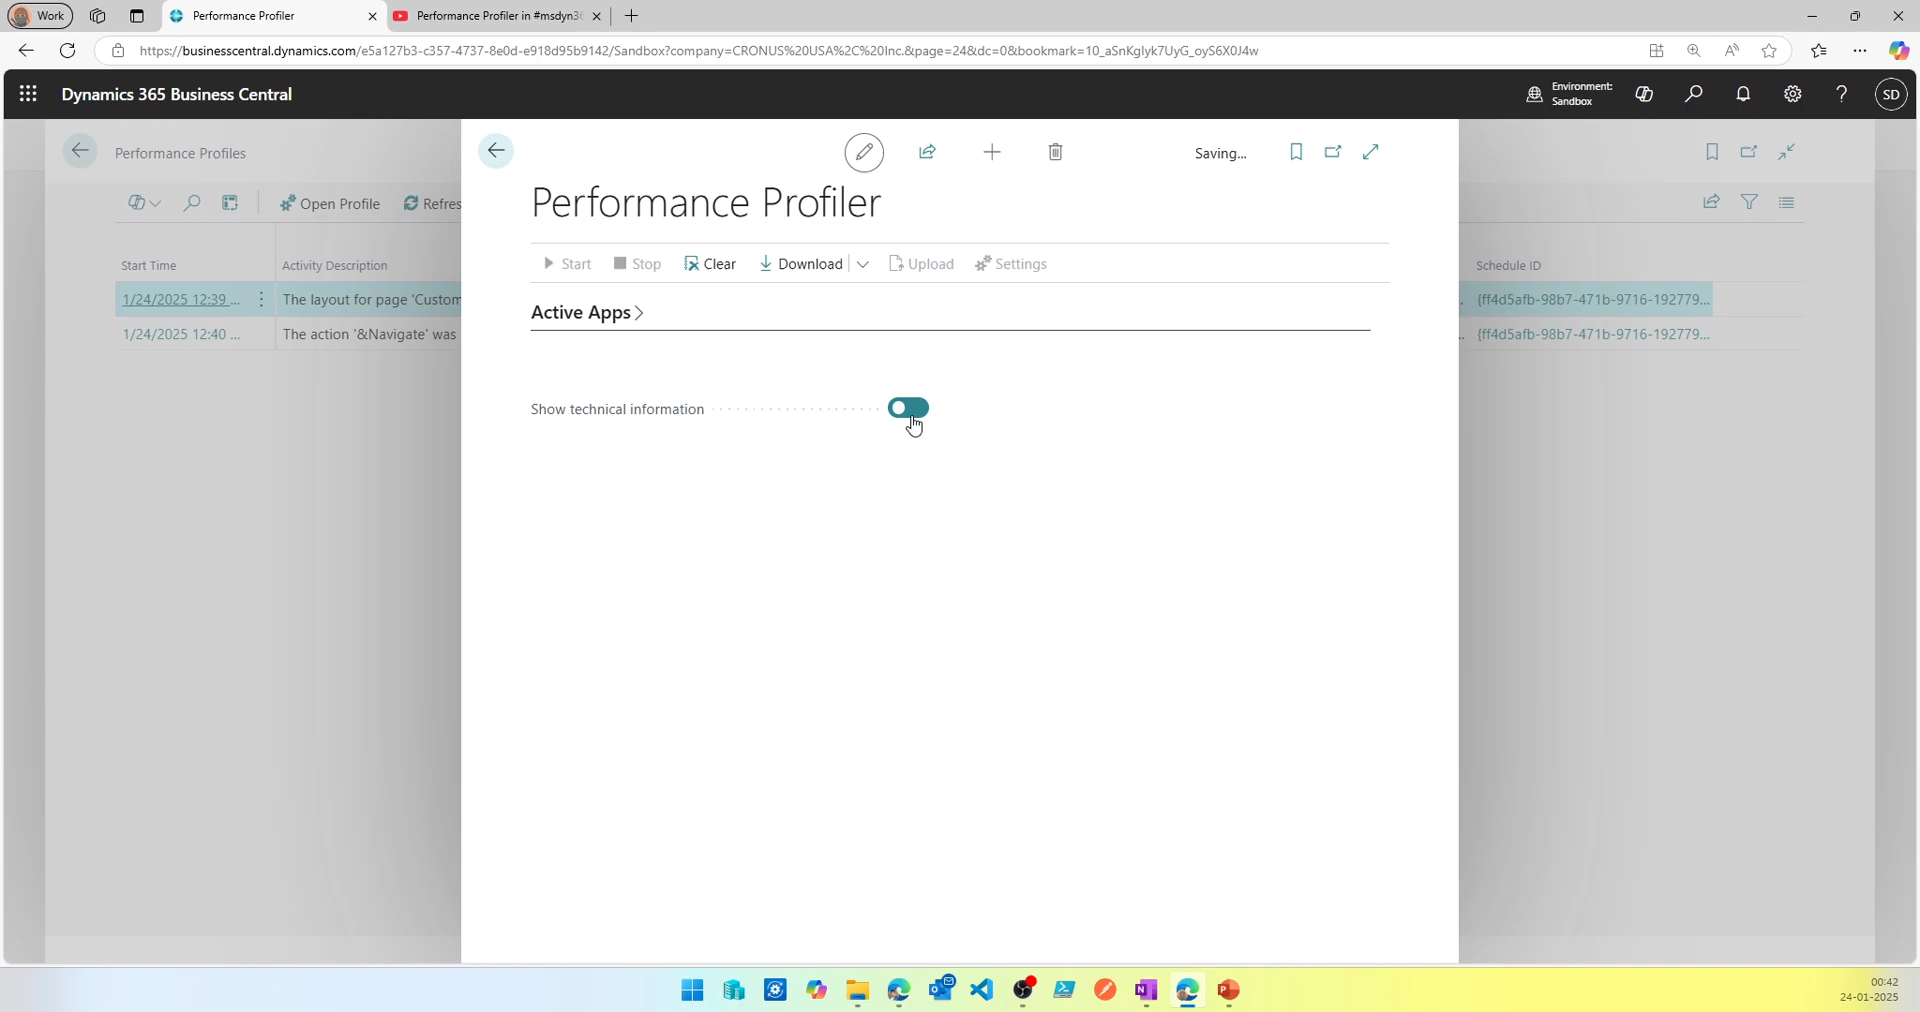 Work
Performance Profiler
Performance Profiler in #msdyn36
https://businesscentral.dynamics.com/e5a127b3-c357-4737-8e0d-e918d95b9142/Sandbox?company=CRONUS%20USA%2C%20Inc.&page=24&dc=0&bookmark=10_aSnKglyk7UyG_oyS6X0J4w
Dynamics 365 Business Central
Environment:
Sandbox
SD
Performance Profiles
Saving...
Performance Profiler
Open Profile
Refres
Start
Stop
Clear
Download
Upload
Settings
Start Time
Activity Description
Schedule ID
1/24/2025 12:39 ...
The layout for page 'Custom
{ff4d5afb-98b7-471b-9716-192779...
1/24/2025 12:40 ...
The action '&Navigate' was
{ff4d5afb-98b7-471b-9716-192779...
Active Apps
Show technical information
00:42
24-01-2025